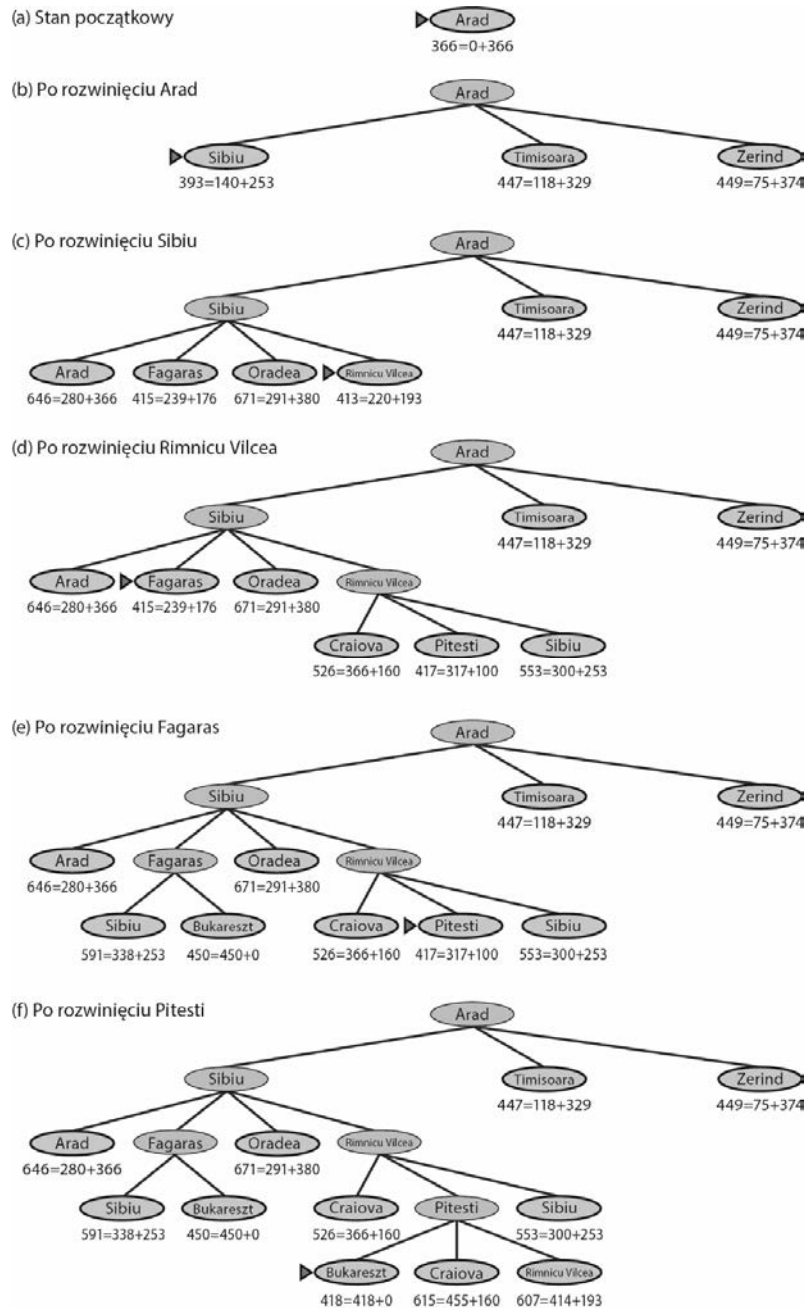 (a) Stan początkowy
Arad
366=0+366
(b) Po rozwinięciu Arad
Arad
Sibiu Timisoara Zerind
393=140+253 447=118+329 449=75+374
(c) Po rozwinięciu Sibiu
Arad
Sibiu Timisoara Zerind
447=118+329 449=75+374
Arad Fagaras Oradea Rimnicu Vilcea
646=280+366 415=239+176 671=291+380 413=220+193
(d) Po rozwinięciu Rimnicu Vilcea
Arad
Sibiu Timisoara Zerind
447=118+329 449=75+374
Arad Fagaras Oradea Rimnicu Vilcea
646=280+366 415=239+176 671=291+380
Craiova Pitesti Sibiu
526=366+160 417=317+100 553=300+253
(e) Po rozwinięciu Fagaras
Arad
Sibiu Timisoara Zerind
447=118+329 449=75+374
Arad Fagaras Oradea Rimnicu Vilcea
646=280+366 671=291+380
Sibiu Bukareszt Craiova Pitesti Sibiu
591=338+253 450=450+0 526=366+160 417=317+100 553=300+253
(f) Po rozwinięciu Pitesti
Arad
Sibiu Timisoara Zerind
447=118+329 449=75+374
Arad Fagaras Oradea Rimnicu Vilcea
646=280+366 671=291+380
Sibiu Bukareszt Craiova Pitesti Sibiu
591=338+253 450=450+0 526=366+160 553=300+253
Bukareszt Craiova Rimnicu Vilcea
418=418+0 615=455+160 607=414+193